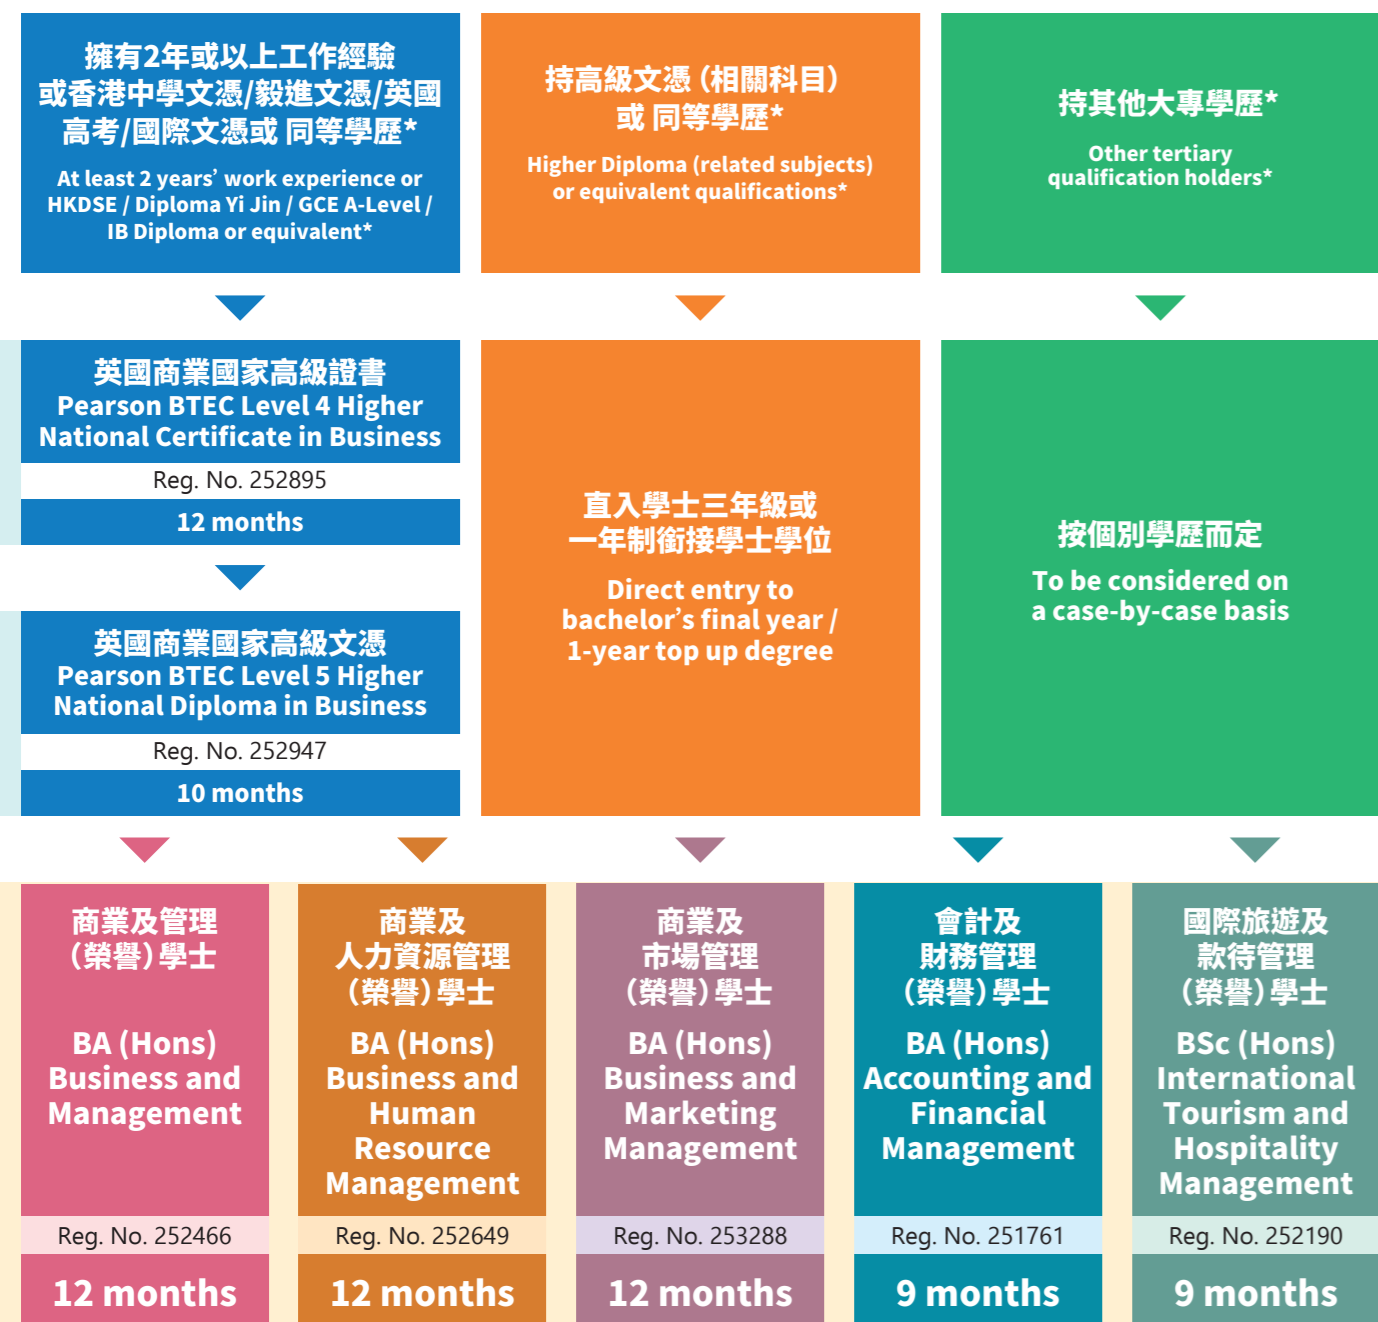 擁有2年或以上工作經驗
或香港中學文憑/毅進文憑/英國
高考/國際文憑或 同等學歷*
At least 2 years’ work experience or
HKDSE / Diploma Yi Jin / GCE A-Level /
IB Diploma or equivalent*
持高級文憑（相關科目）
或 同等學歷*
Higher Diploma (related subjects)
or equivalent qualifications*
持其他大專學歷*
Other tertiary
qualification holders*
英國商業國家高級證書
Pearson BTEC Level 4 Higher
National Certificate in Business
Reg. No. 252895
12 months
英國商業國家高級文憑
Pearson BTEC Level 5 Higher
National Diploma in Business
Reg. No. 252947
10 months
直入學士三年級或
一年制銜接學士學位
Direct entry to
bachelor’s final year /
1-year top up degree
按個別學歷而定
To be considered on
a case-by-case basis
商業及管理
（榮譽）學士
BA (Hons)
Business and
Management
Reg. No. 252466
12 months
商業及
人力資源管理
（榮譽）學士
BA (Hons)
Business and
Human
Resource
Management
Reg. No. 252649
12 months
商業及
市場管理
（榮譽）學士
BA (Hons)
Business and
Marketing
Management
Reg. No. 253288
12 months
會計及
財務管理
（榮譽）學士
BA (Hons)
Accounting and
Financial
Management
Reg. No. 251761
9 months
國際旅遊及
款待管理
（榮譽）學士
BSc (Hons)
International
Tourism and
Hospitality
Management
Reg. No. 252190
9 months